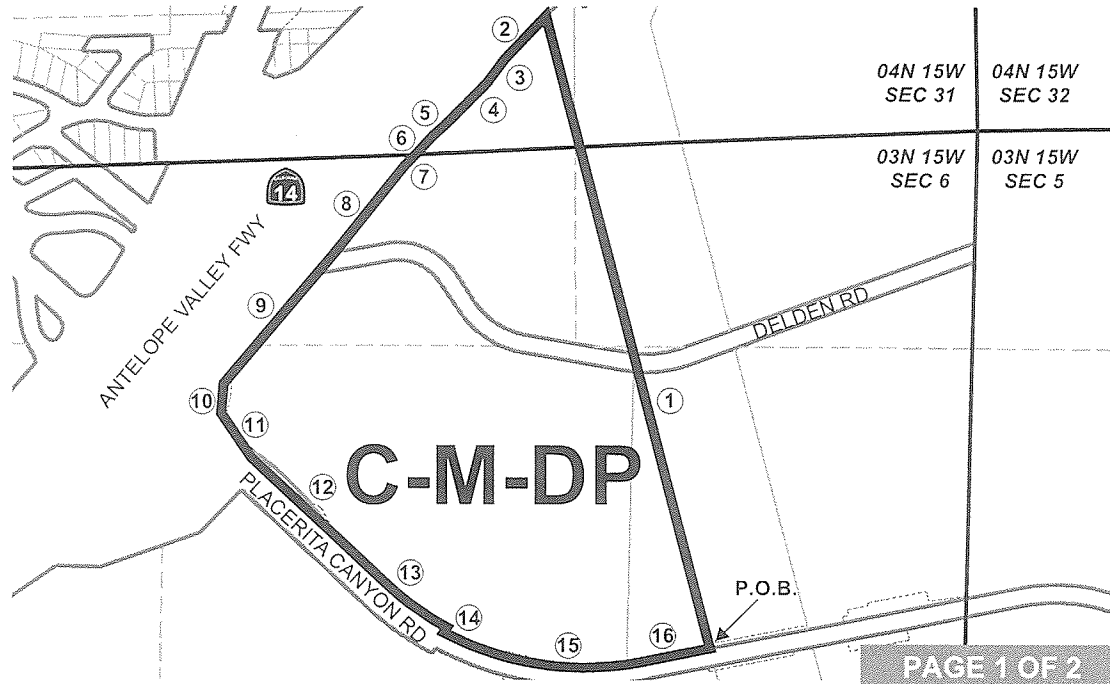 2
3
4
5
6
7
04N 15W
SEC 31
04N 15W
SEC 32
03N 15W
SEC 6
03N 15W
SEC 5
14
8
9
ANTELOPE VALLEY FWY
DELDEN RD
10
11
1
C-M-DP
12
PLACERITA CANYON RD
13
14
15
16
P.O.B.
PAGE 1 OF 2